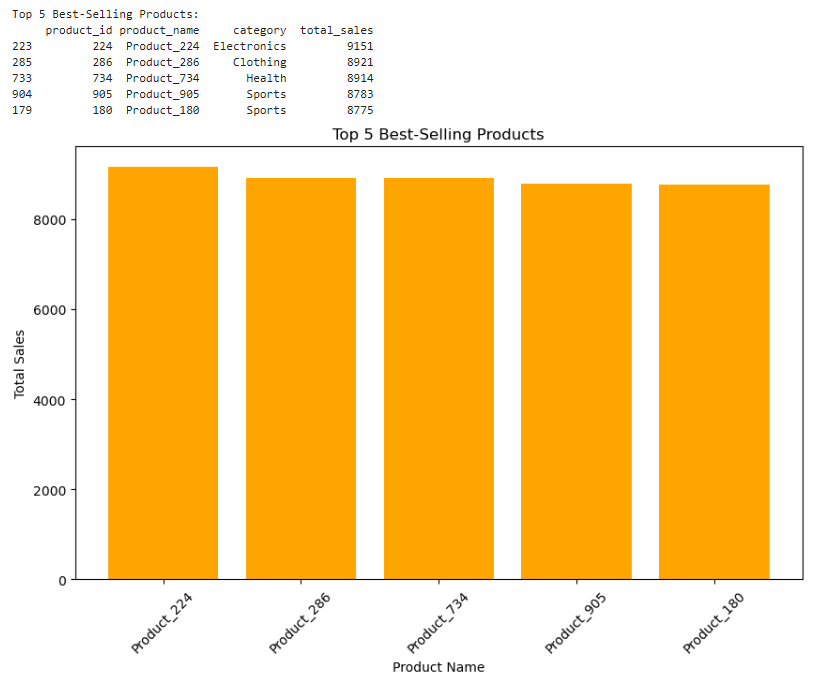 Top 5 Best-Selling Products:
product_id product_name category total_sales
223 224 Product_224 Electronics 9151
285 286 Product_286 Clothing 8921
733 734 Product_734 Health 8914
904 905 Product_905 Sports 8783
179 180 Product_180 Sports 8775
Top 5 Best-Selling Products
8000
6000
4000
2000
0
Total Sales
Product_224
Product_286
Product_734
Product_905
Product_180
Product Name